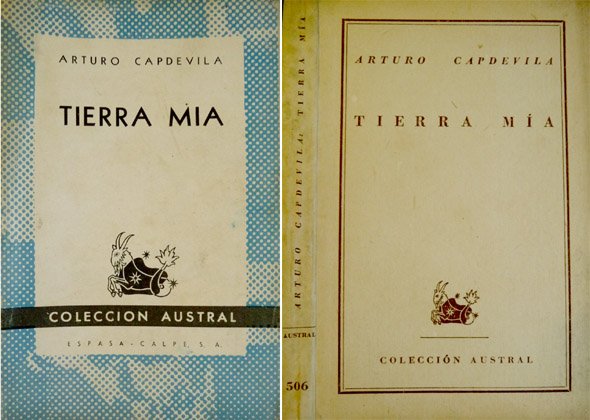 ARTURO CAPDEVILA
TIERRA MIA
COLECCION AUSTRAL
ESPASA - CALPE, S. A.
ARTURO CAPDEVILA: TIERRA MÍA
AUSTRAL
506
ARTURO CAPDEVILA
TIERRA MÍA
COLECCIÓN AUSTRAL